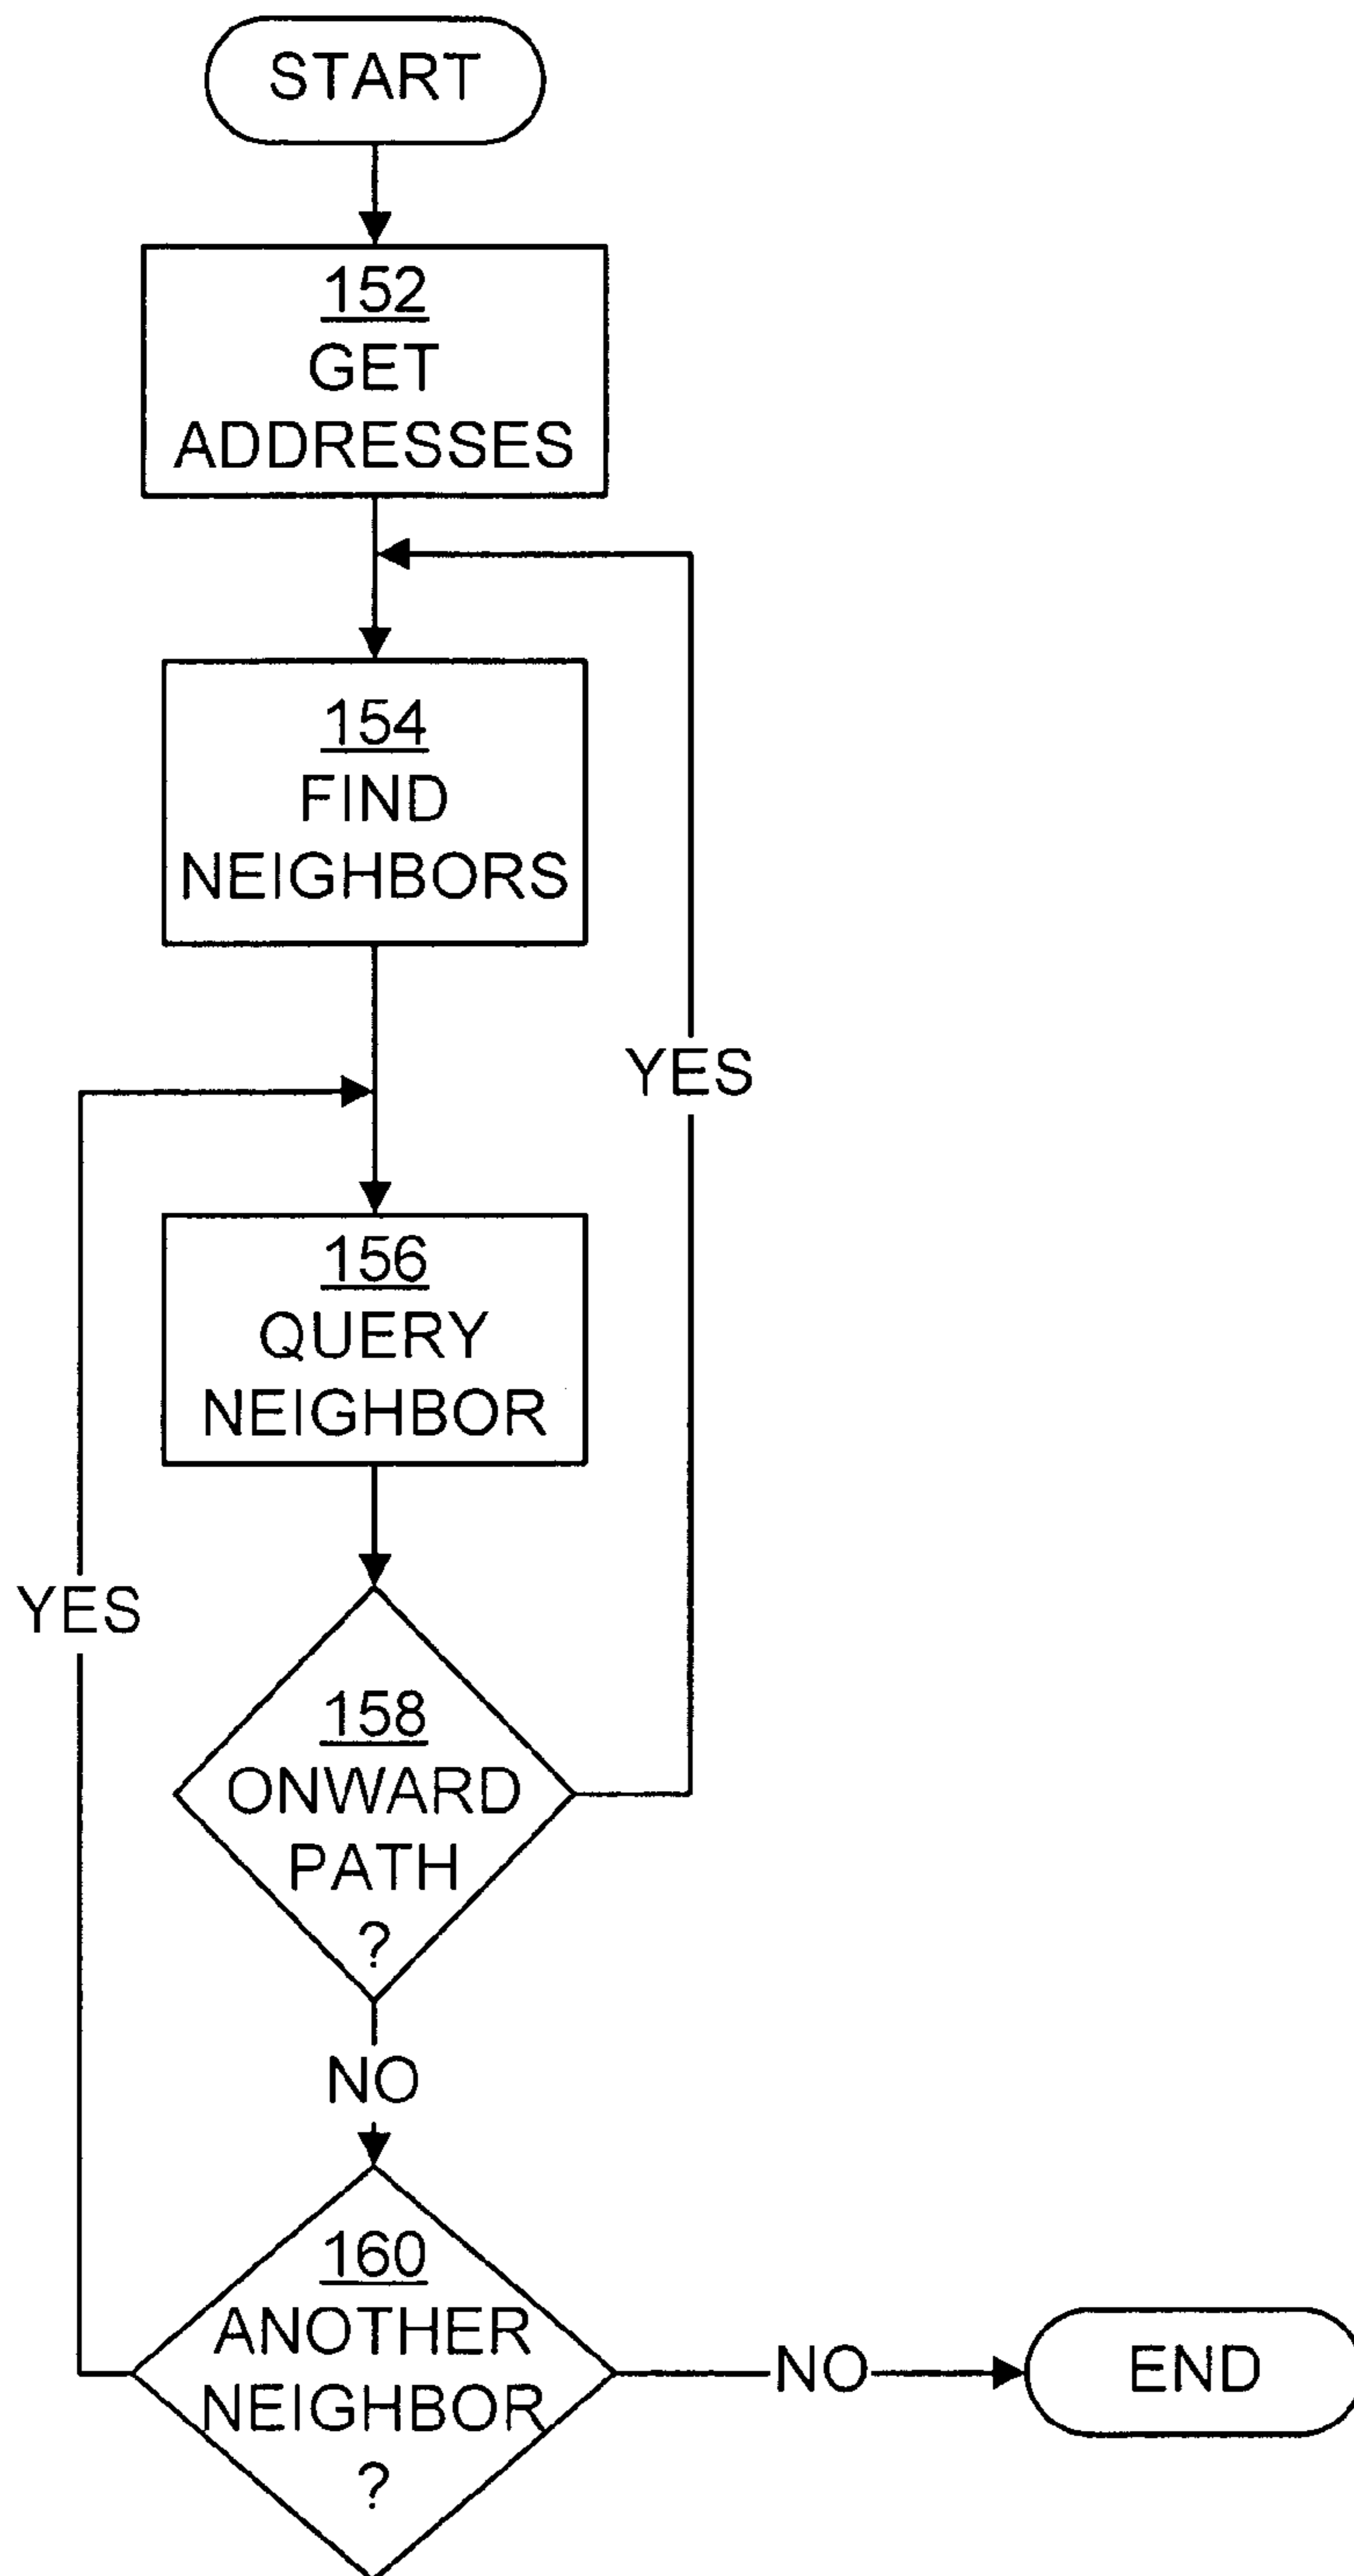 START
152
GET
ADDRESSES
154
FIND
NEIGHBORS
YES
156
QUERY
NEIGHBOR
YES
158
ONWARD
PATH
?
NO
160
ANOTHER
NEIGHBOR
?
NO
END